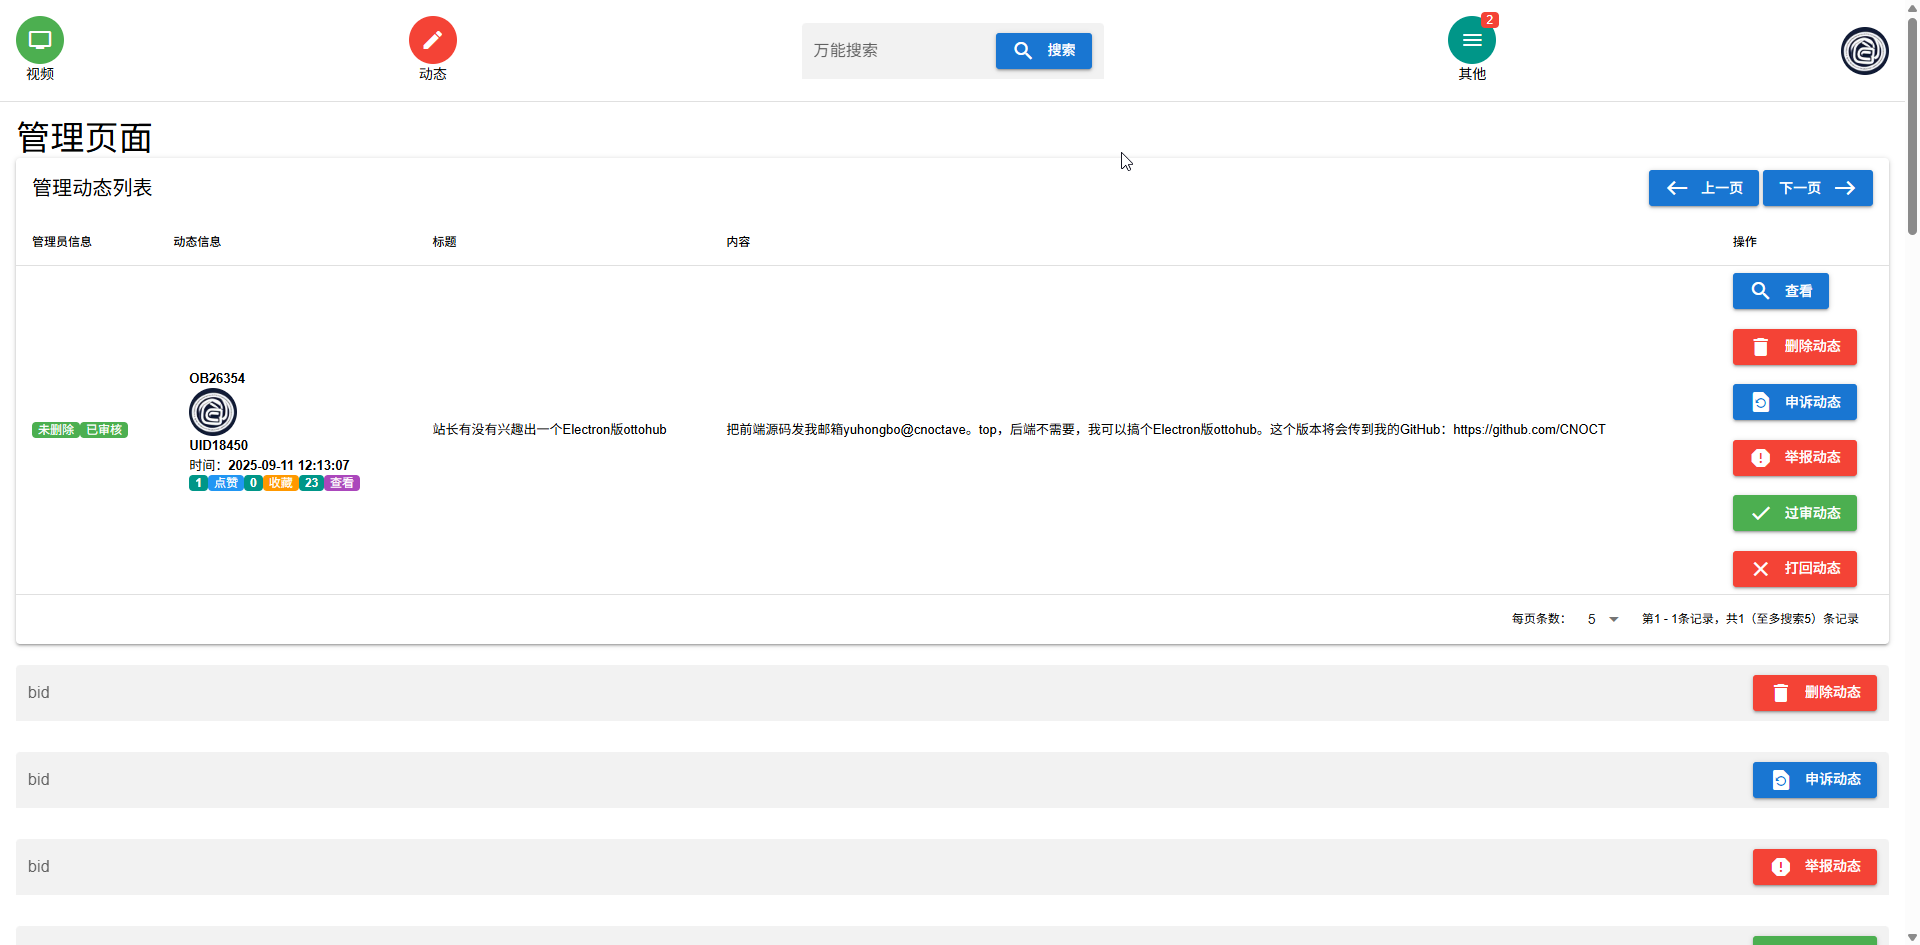 视频
动态
万能搜索
搜索
2
其他
管理页面
管理动态列表
上一页
下一页
管理员信息
动态信息
标题
内容
操作
未删除 已审核
OB26354
UID18450
时间：2025-09-11 12:13:07
1 点赞 0 收藏 23 查看
站长有没有兴趣出一个Electron版ottohub
把前端源码发我邮箱yuhongbo@cnoctave。top，后端不需要，我可以搞个Electron版ottohub。这个版本将会传到我的GitHub：https://github.com/CNOCT
查看
删除动态
申诉动态
举报动态
过审动态
打回动态
每页条数： 5 第1 - 1条记录，共1（至多搜索5）条记录
bid 删除动态
bid 申诉动态
bid 举报动态